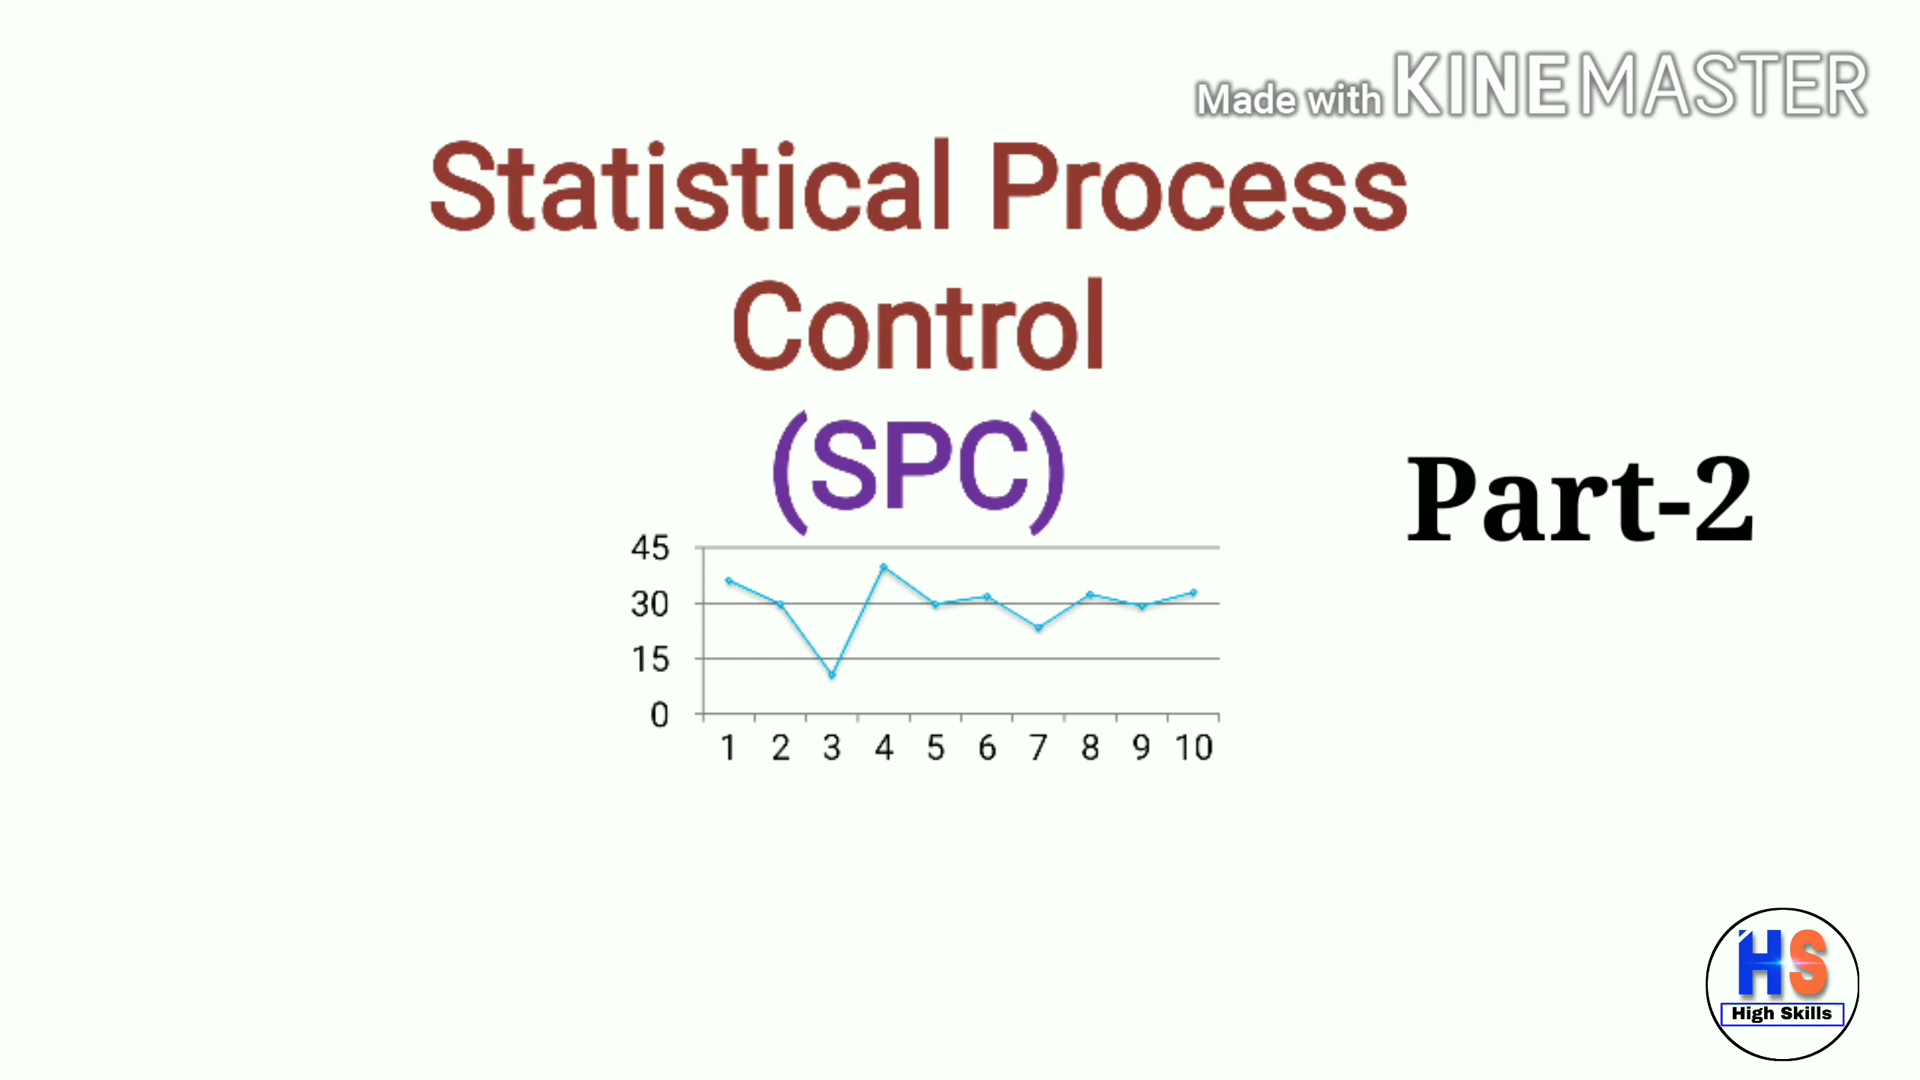 Made with KINEMASTER
Statistical Process
Control
(SPC)
Part-2
45
30
15
0
1 2 3 4 5 6 7 8 9 10
HS
High Skills